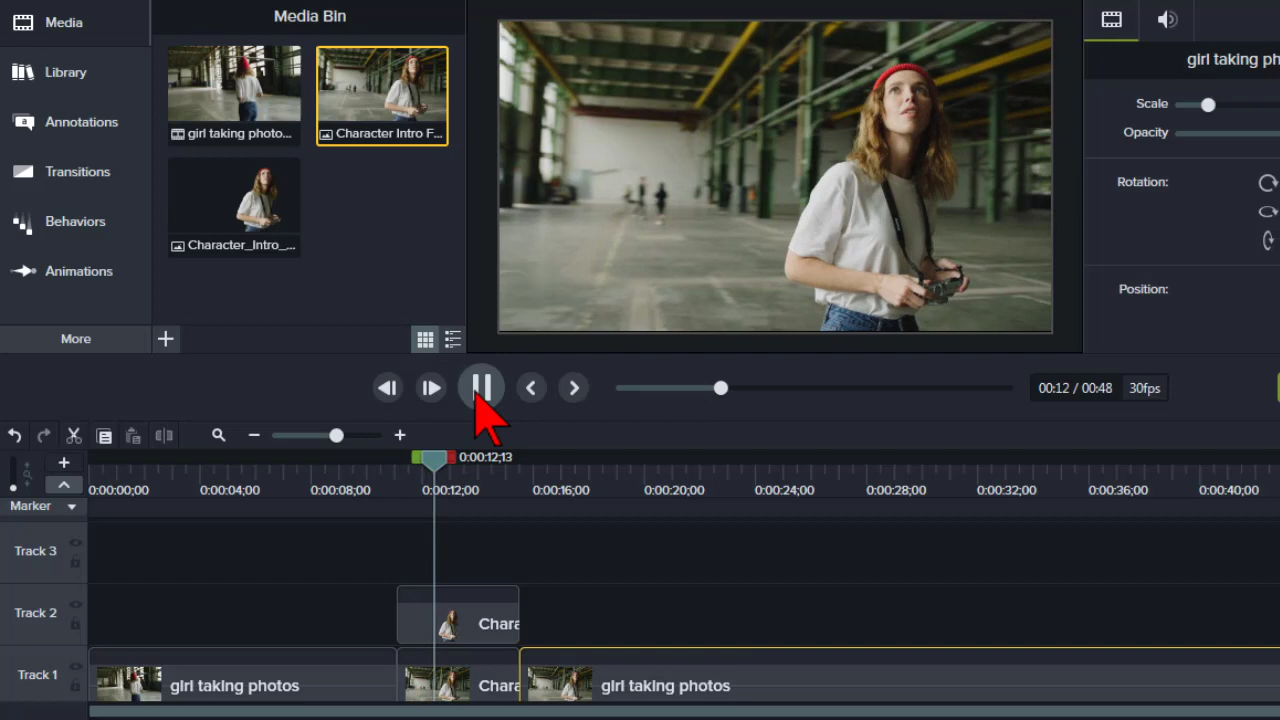 Media
Library
Annotations
Transitions
Behaviors
Animations
More
Media Bin
girl taking photo...
Character Intro F...
Character_Intro_...
girl taking ph
Scale
Opacity
Rotation:
Position:
00:12 / 00:48
30fps
0:00:12;13
0:00:00;00
0:00:04;00
0:00:08;00
0:00:12;00
0:00:16;00
0:00:20;00
0:00:24;00
0:00:28;00
0:00:32;00
0:00:36;00
0:00:40;00
Marker
Track 3
Track 2
Chara
Track 1
girl taking photos
Chara
girl taking photos